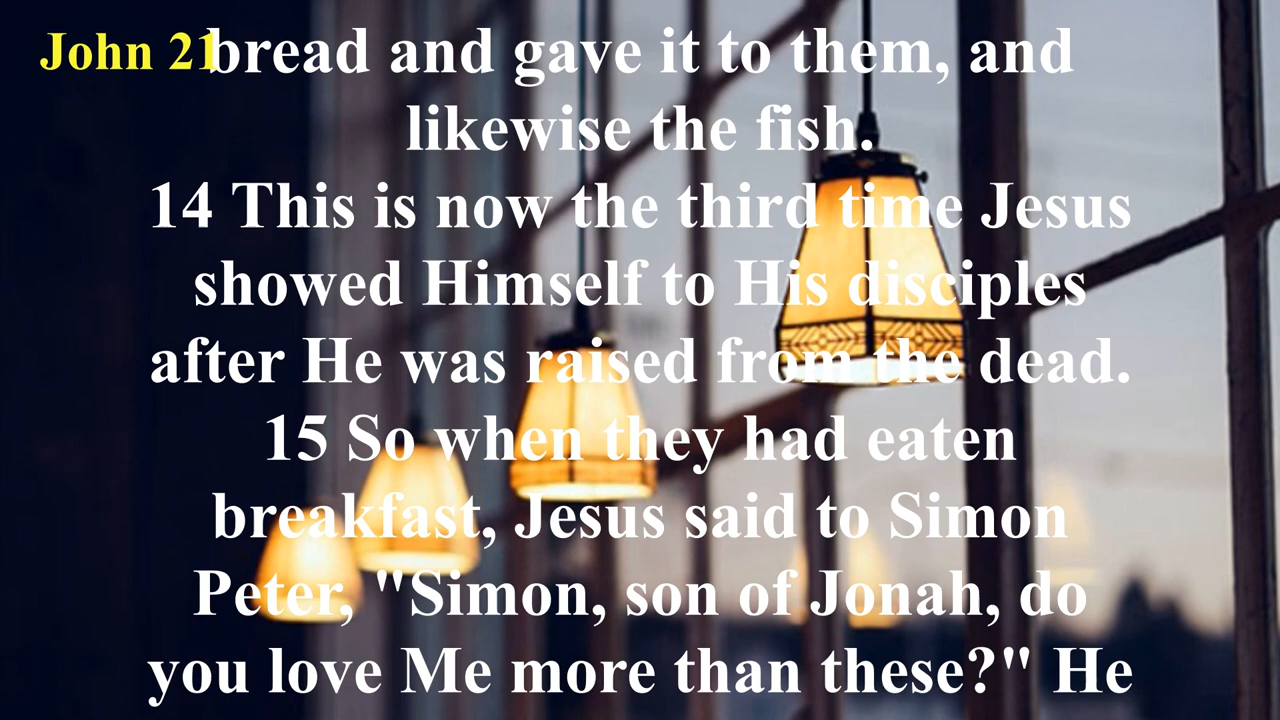 John 21
bread and gave it to them, and
likewise the fish.
14 This is now the third time Jesus
showed Himself to His disciples
after He was raised from the dead.
15 So when they had eaten
breakfast, Jesus said to Simon
Peter, "Simon, son of Jonah, do
you love Me more than these?" He